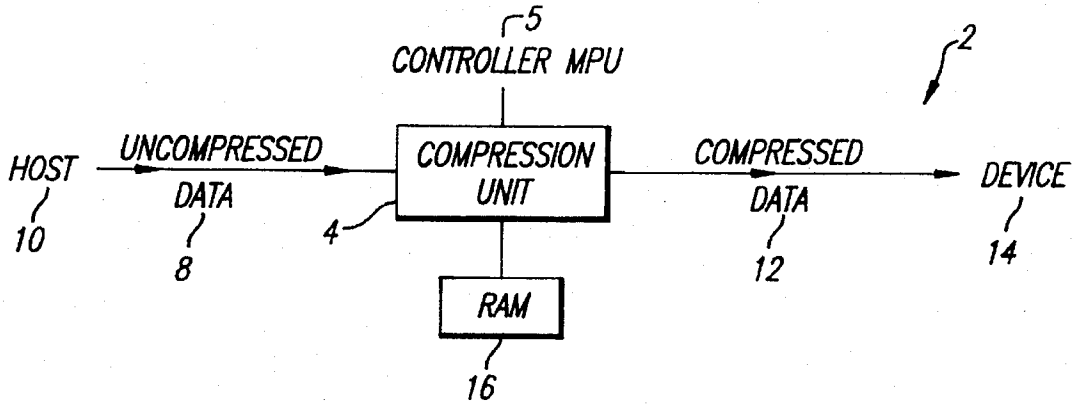 5
CONTROLLER MPU
2
HOST
10
UNCOMPRESSED
DATA
8
COMPRESSION
UNIT
4
COMPRESSED
DATA
12
DEVICE
14
RAM
16